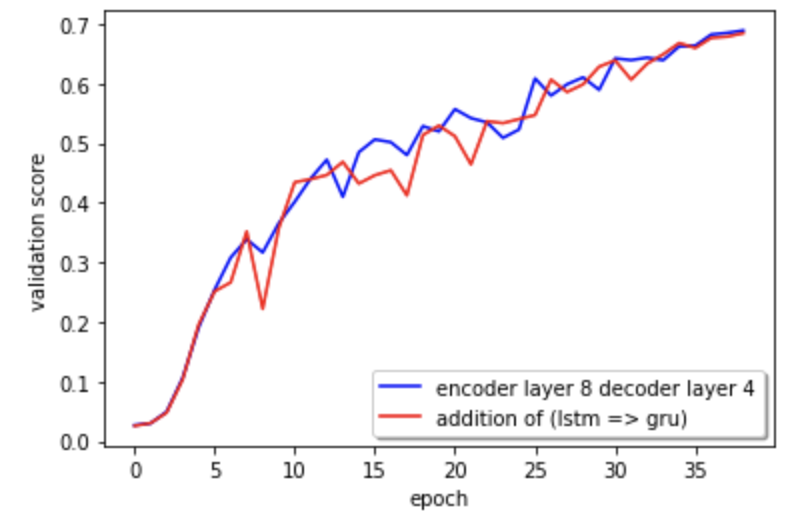 0.7
0.6
0.5
0.4
0.3
0.2
0.1
0.0
validation score
encoder layer 8 decoder layer 4
addition of (lstm => gru)
0 5 10 15 20 25 30 35
epoch